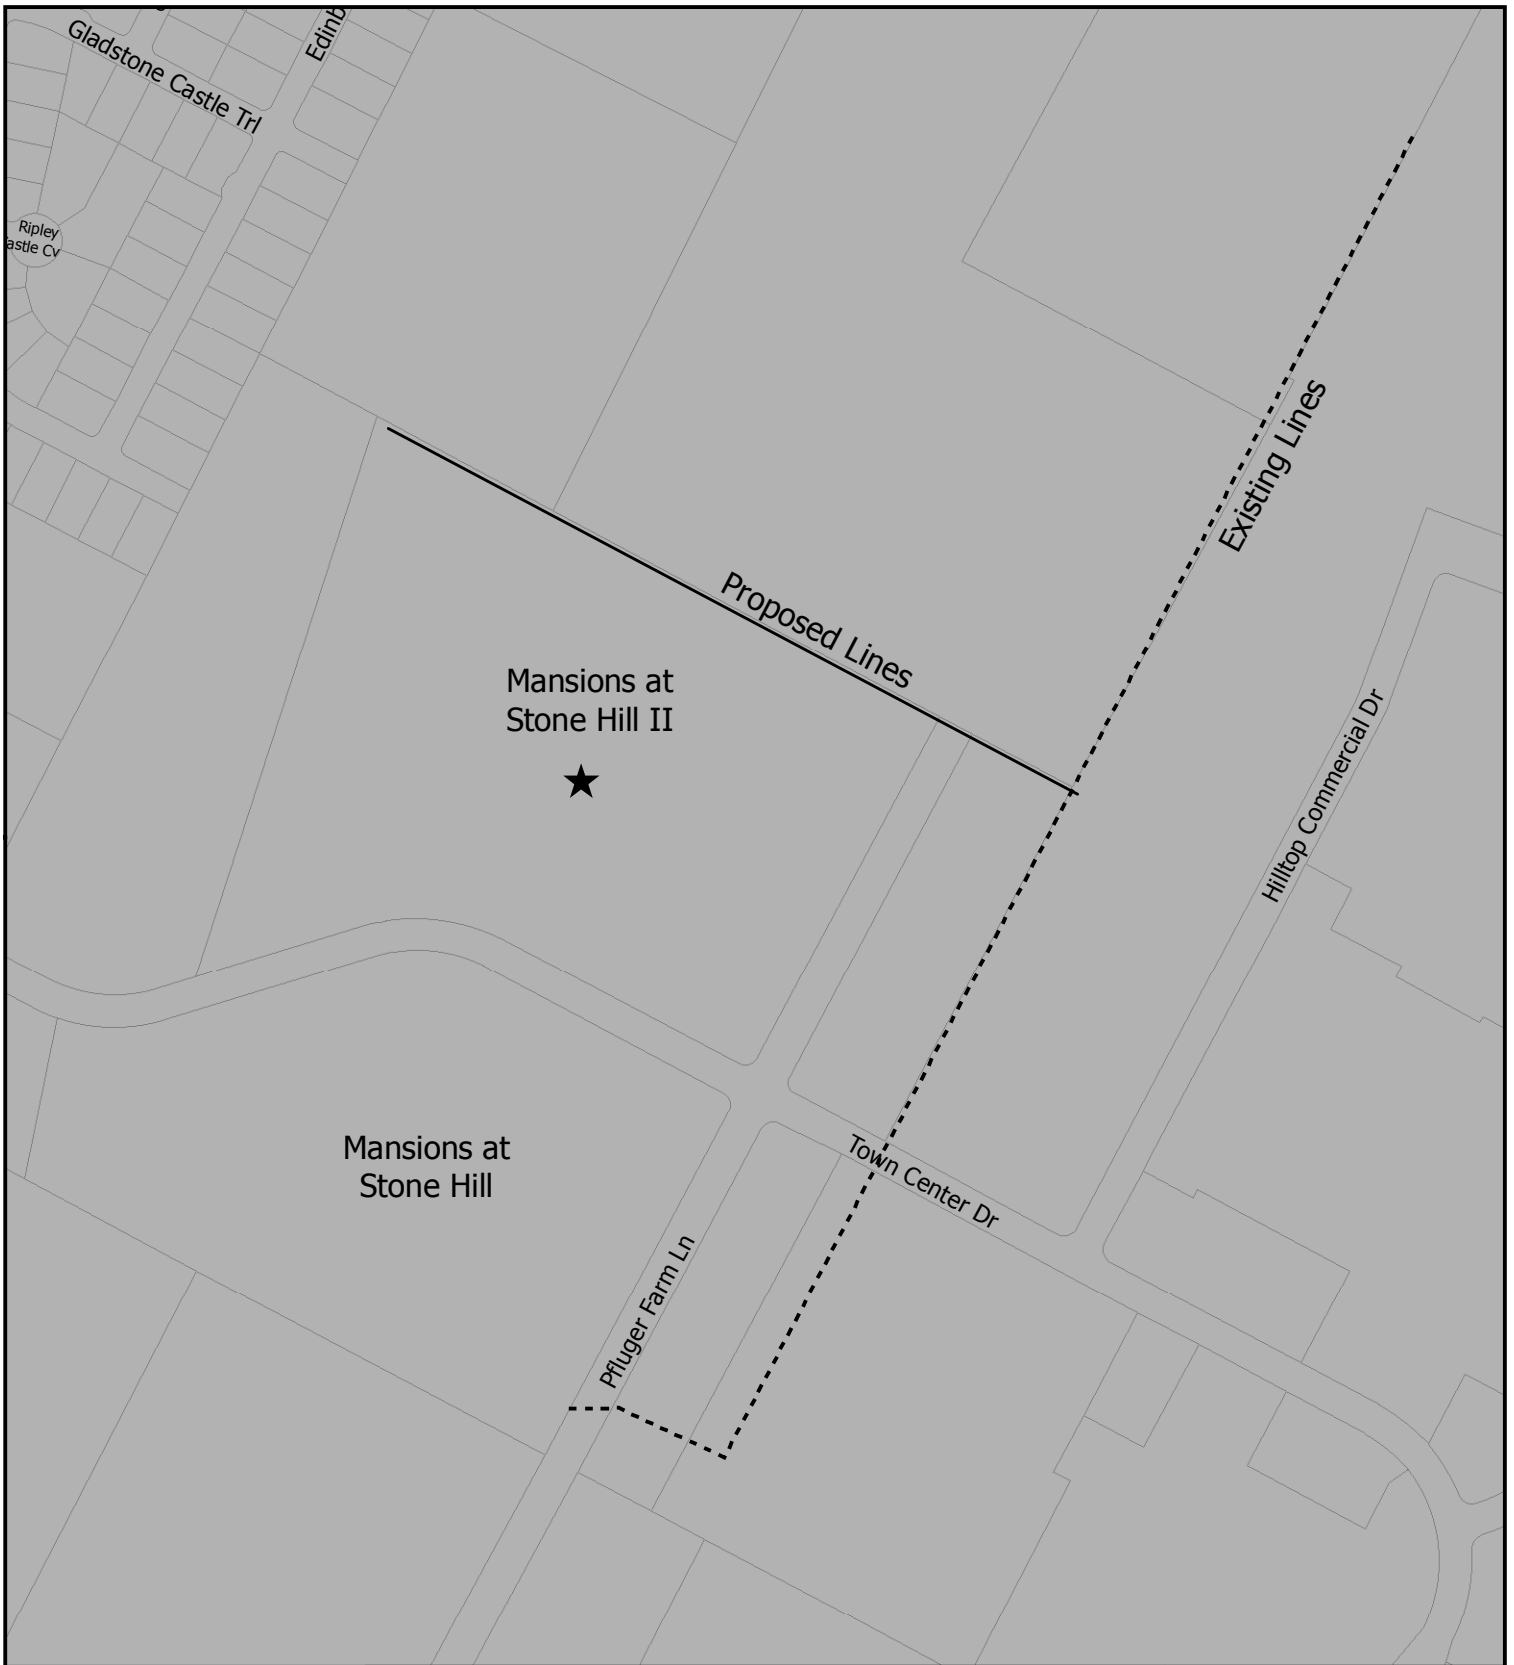 Gladstone Castle Trl
Edinb
Ripley
astle Cv
Existing Lines
Proposed Lines
Mansions at
Stone Hill II
Hilltop Commercial Dr
Mansions at
Stone Hill
Town Center Dr
Pfluger Farm Ln